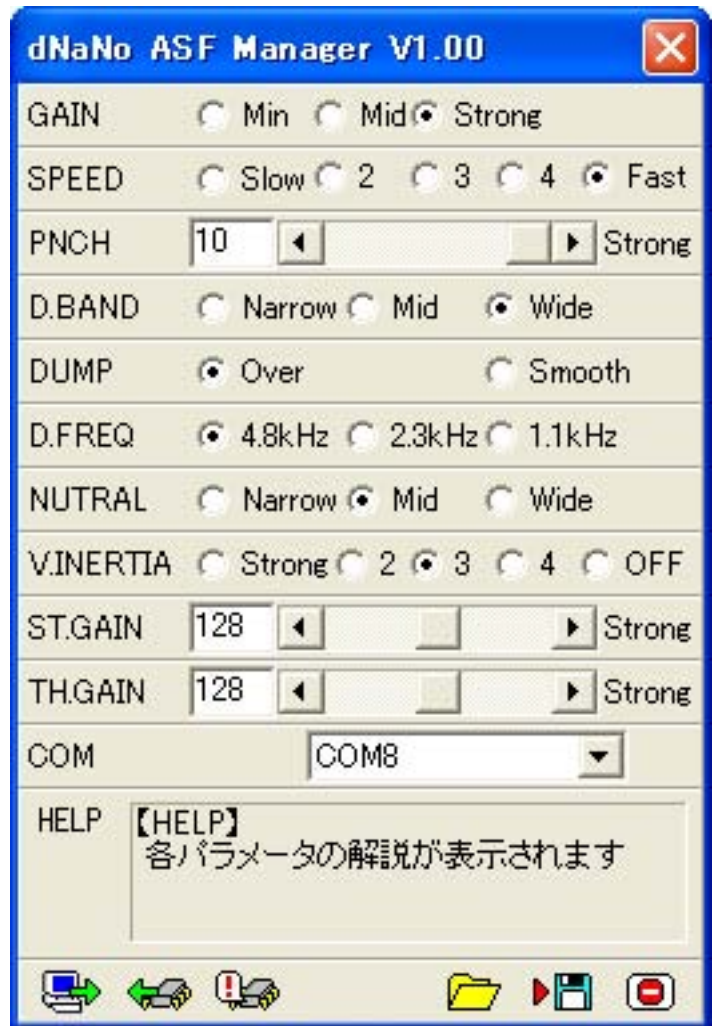 dNaNo ASF Manager V1.00
GAIN Min Mid Strong
SPEED Slow 2 3 4 Fast
PNCH 10 Strong
D.BAND Narrow Mid Wide
DUMP Over Smooth
D.FREQ 4.8kHz 2.3kHz 1.1kHz
NUTRAL Narrow Mid Wide
V.INERTIA Strong 2 3 4 OFF
ST.GAIN 128 Strong
TH.GAIN 128 Strong
COM COM8
HELP 【HELP】
各パラメータの解説が表示されます